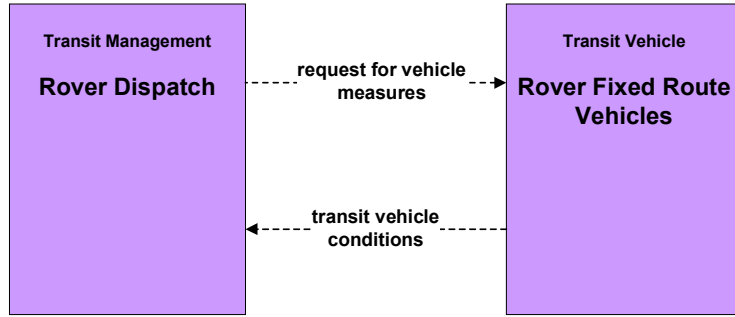 Transit Management
Rover Dispatch
request for vehicle
measures
Transit Vehicle
Rover Fixed Route
Vehicles
transit vehicle
conditions